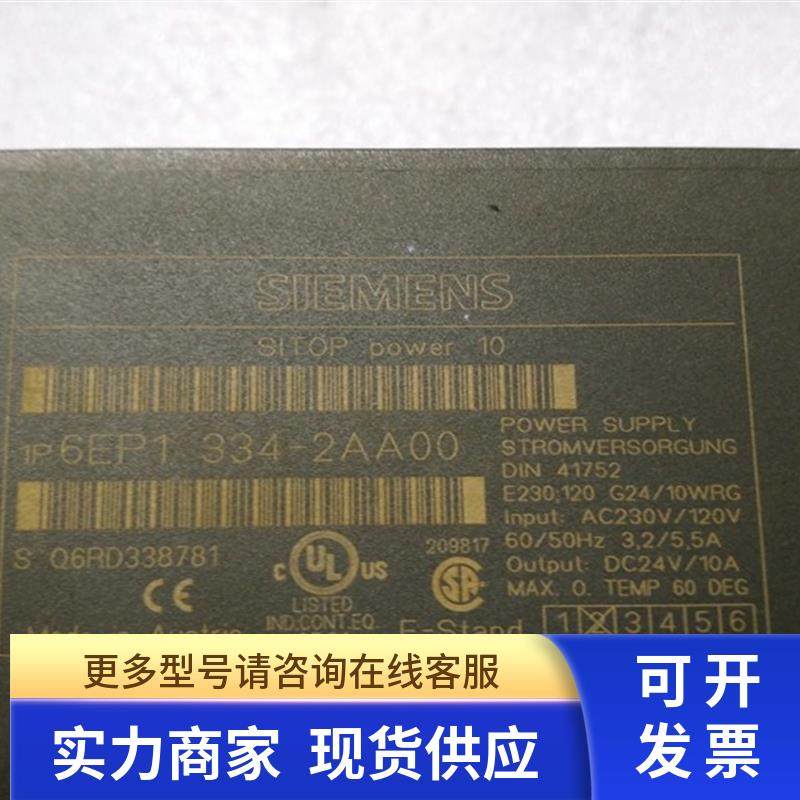 SIEMENS
SITOP power 10
1P 6EP1 334-2AA00
S Q6RD338781
POWER SUPPLY
STROMVERSORGUNG
DIN 41752
E230;120 G24/10WRG
Input: AC230V/120V
60/50Hz 3,2/5,5A
Output: DC24V/10A
MAX. O. TEMP 60 DEG
C UL US
LISTED
IND.CONT.EQ
209817
SA
CE
E-Stand
1 2 3 4 5 6
更多型号请咨询在线客服
实力商家 现货供应
可开
发票